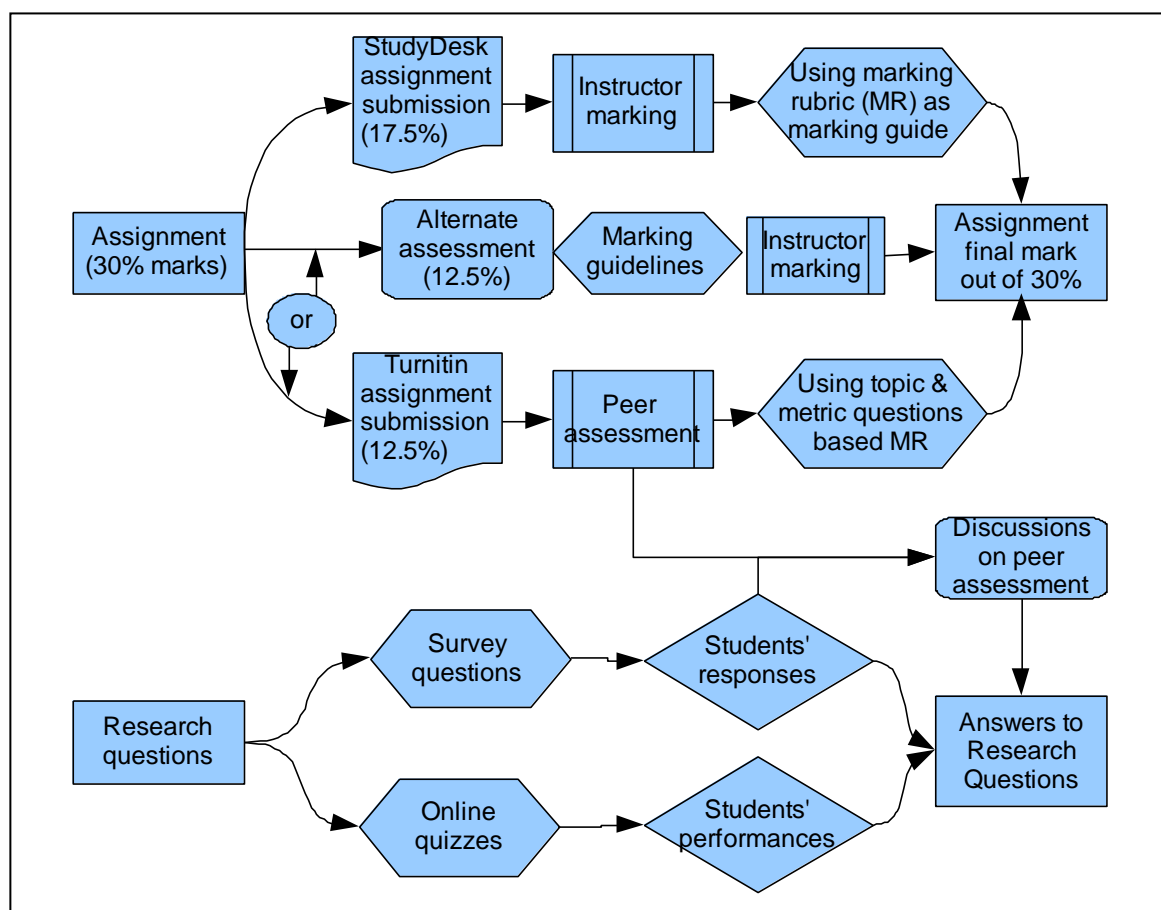 StudyDesk
assignment
submission
(17.5%)
Instructor
marking
Using marking
rubric (MR) as
marking guide
Assignment
(30% marks)
Alternate
assessment
(12.5%)
Marking
guidelines
Instructor
marking
Assignment
final mark
out of 30%
or
Turnitin
assignment
submission
(12.5%)
Peer
assessment
Using topic &
metric questions
based MR
Discussions
on peer
assessment
Survey
questions
Students'
responses
Research
questions
Answers to
Research
Questions
Online
quizzes
Students'
performances